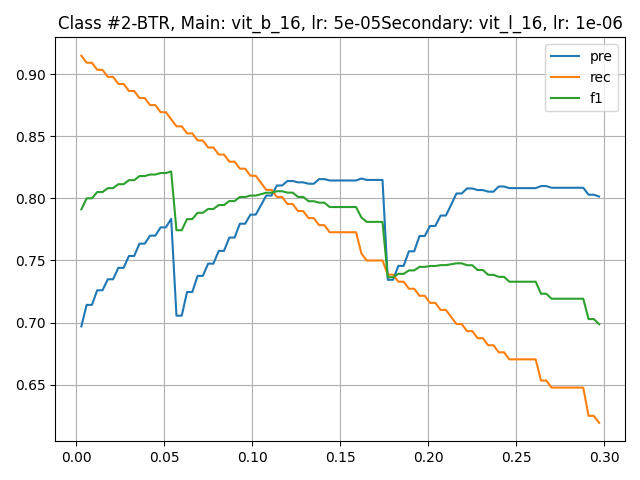 Class #2-BTR, Main: vit_b_16, lr: 5e-05Secondary: vit_l_16, lr: 1e-06
pre
rec
f1
0.90
0.85
0.80
0.75
0.70
0.65
0.00 0.05 0.10 0.15 0.20 0.25 0.30